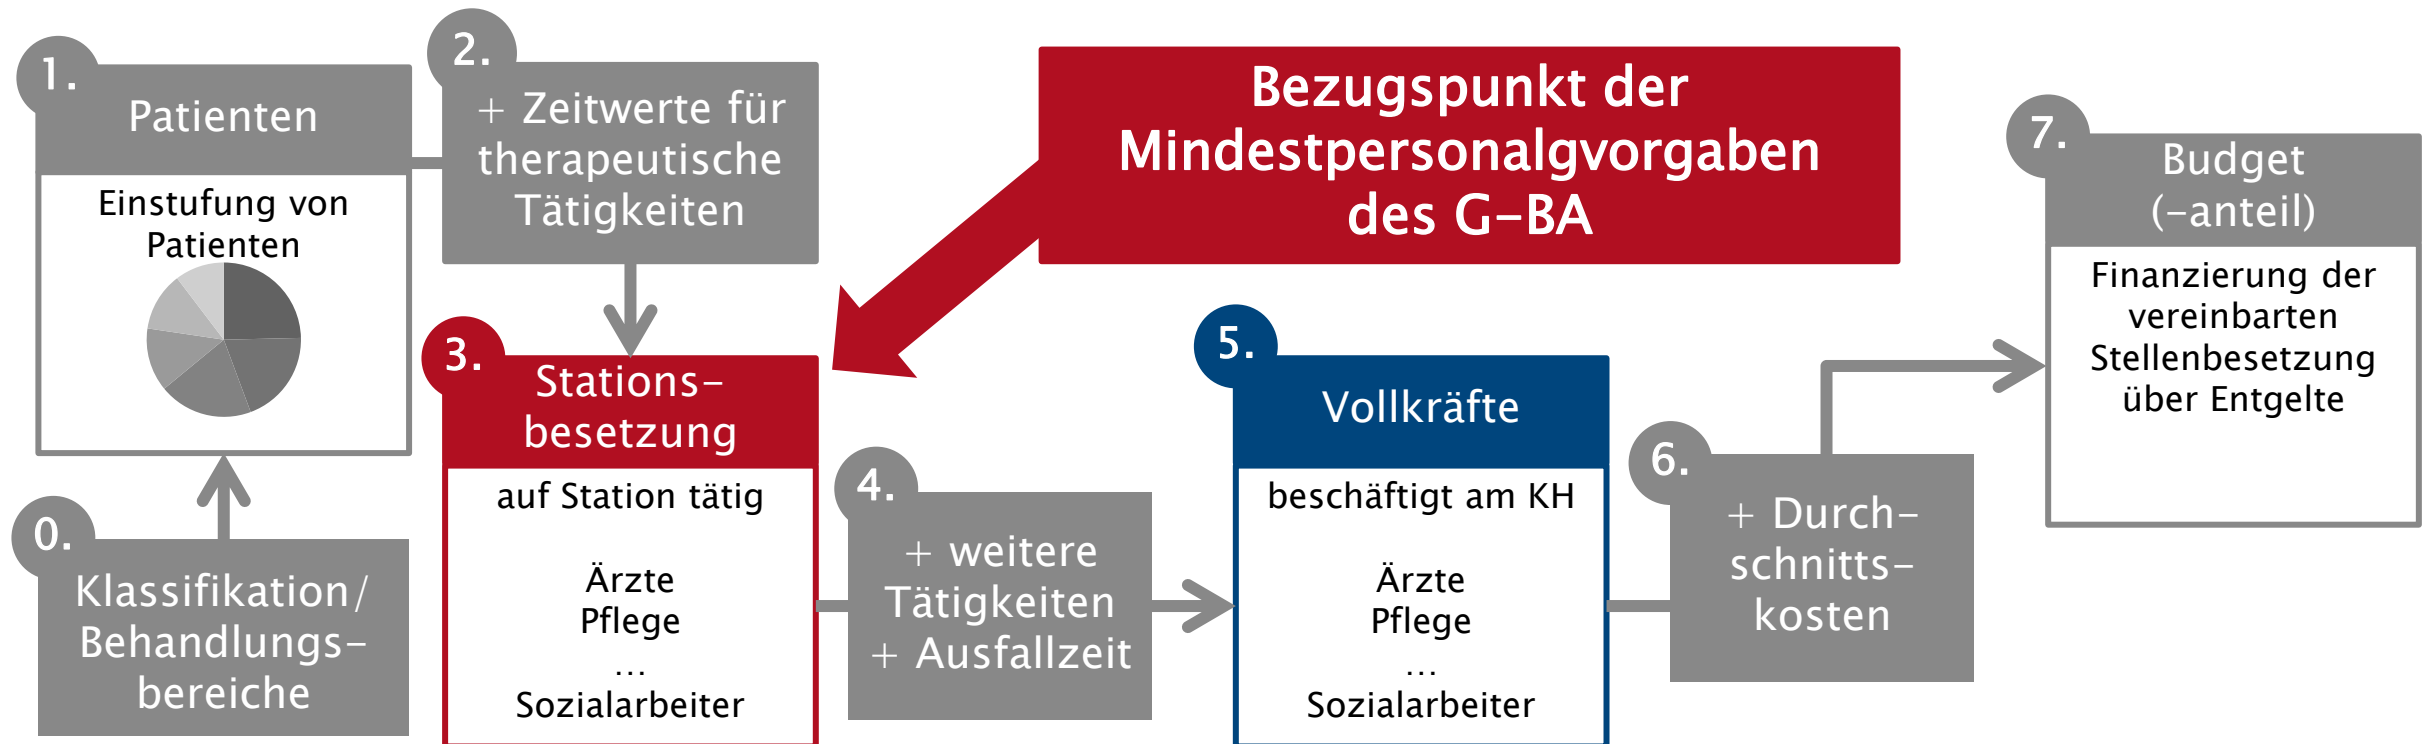 1.
Patienten
Einstufung von
Patienten
0.
Klassifikation/
Behandlungs-
bereiche
2.
+ Zeitwerte für
therapeutische
Tätigkeiten
3.
Stations-
besetzung
auf Station tätig
Ärzte
Pflege
...
Sozialarbeiter
Bezugspunkt der
Mindestpersonalgvorgaben
des G-BA
4.
+ weitere
Tätigkeiten
+ Ausfallzeit
5.
Vollkräfte
beschäftigt am KH
Ärzte
Pflege
...
Sozialarbeiter
6.
+ Durch-
schnitts-
kosten
7.
Budget
(-anteil)
Finanzierung der
vereinbarten
Stellenbesetzung
über Entgelte